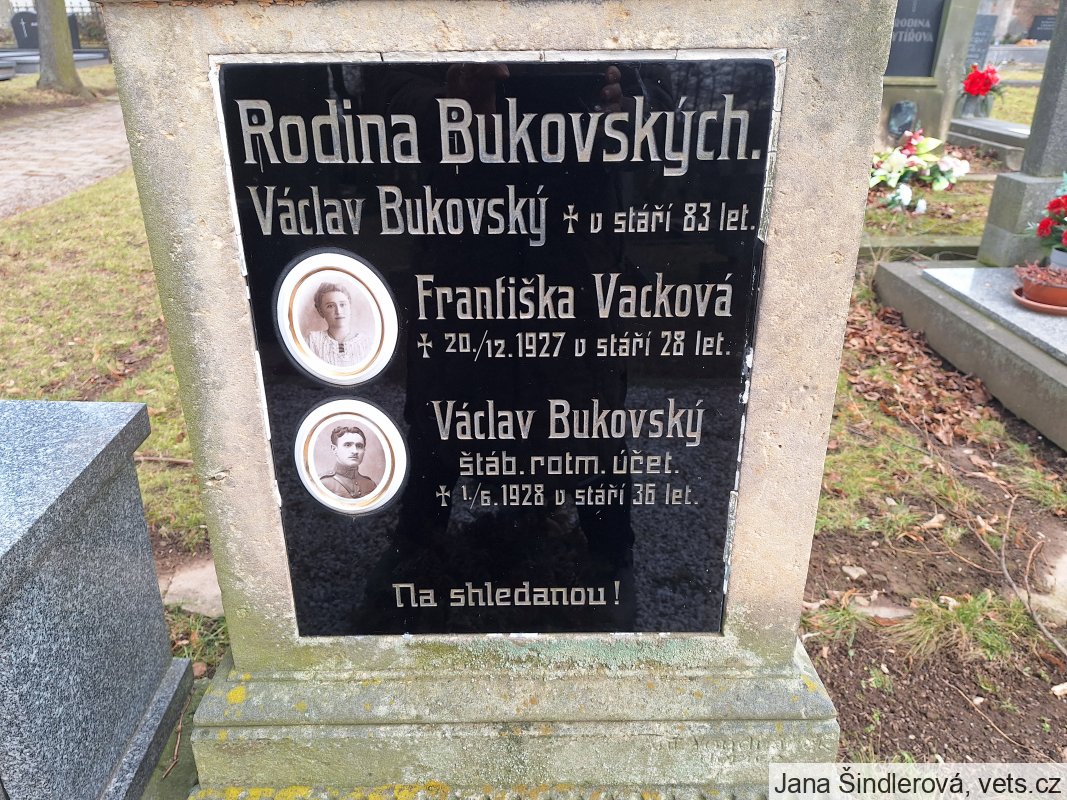 Rodina Bukovských.
Václav Bukovský ✝ v stáří 83 let.
Františka Vacková
✝ 20./12. 1927 v stáří 28 let.
Václav Bukovský
štáb. rotm. účet.
✝ 1./6. 1928 v stáří 36 let.
Na shledanou!
RODINA
Jana Šindlerová, vets.cz